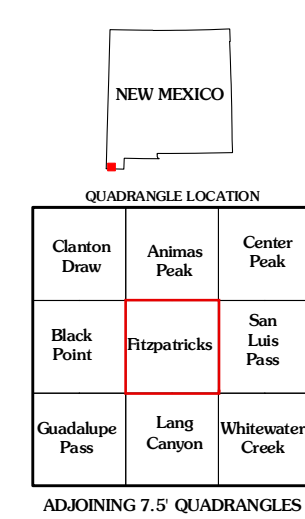 NEW MEXICO
QUADRANGLE LOCATION
Clanton
Draw
Animas
Peak
Center
Peak
Black
Point
Fitzpatricks
San
Luis
Pass
Guadalupe
Pass
Lang
Canyon
Whitewater
Creek
ADJOINING 7.5' QUADRANGLES